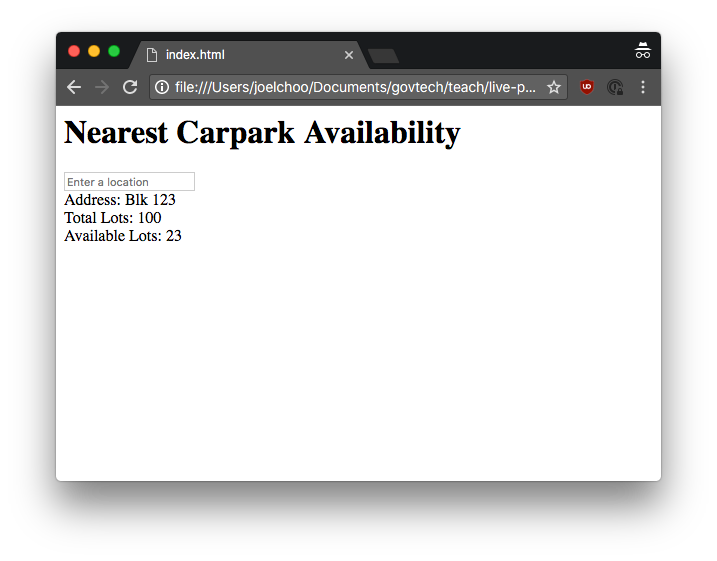 index.html
file:///Users/joelchoo/Documents/govtech/teach/live-p...
Nearest Carpark Availability
Enter a location
Address: Blk 123
Total Lots: 100
Available Lots: 23